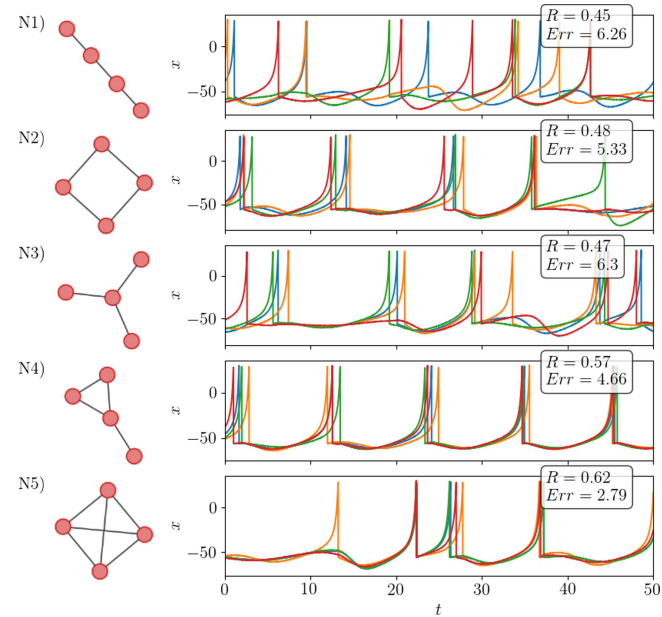 N1)
x
0
−50
R = 0.45
Err = 6.26
N2)
x
0
−50
R = 0.48
Err = 5.33
N3)
x
0
−50
R = 0.47
Err = 6.3
N4)
x
0
−50
R = 0.57
Err = 4.66
N5)
x
0
−50
R = 0.62
Err = 2.79
0 10 20 30 40 50
t